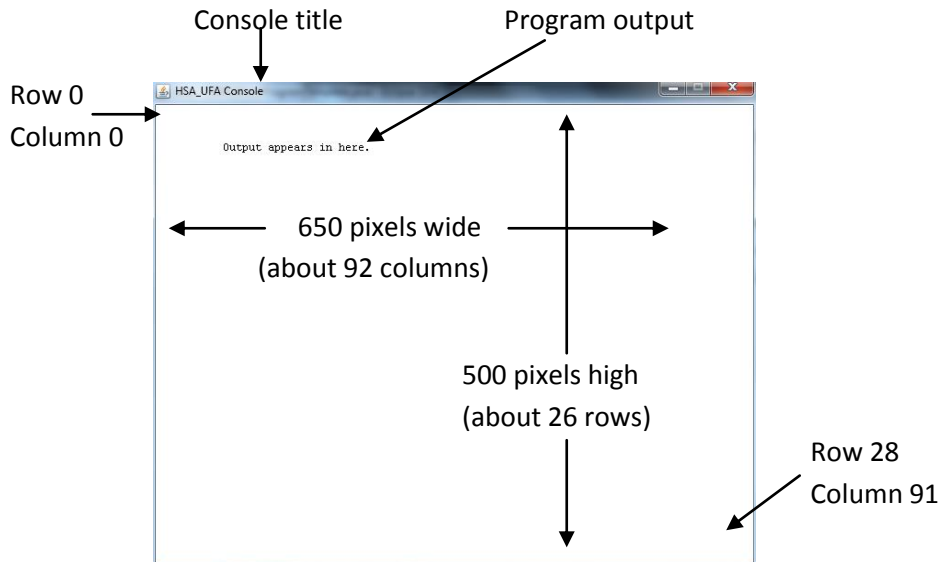 Console title
Program output
Row 0
Column 0
HSA_UFA Console
Output appears in here.
650 pixels wide
(about 92 columns)
500 pixels high
(about 26 rows)
Row 28
Column 91